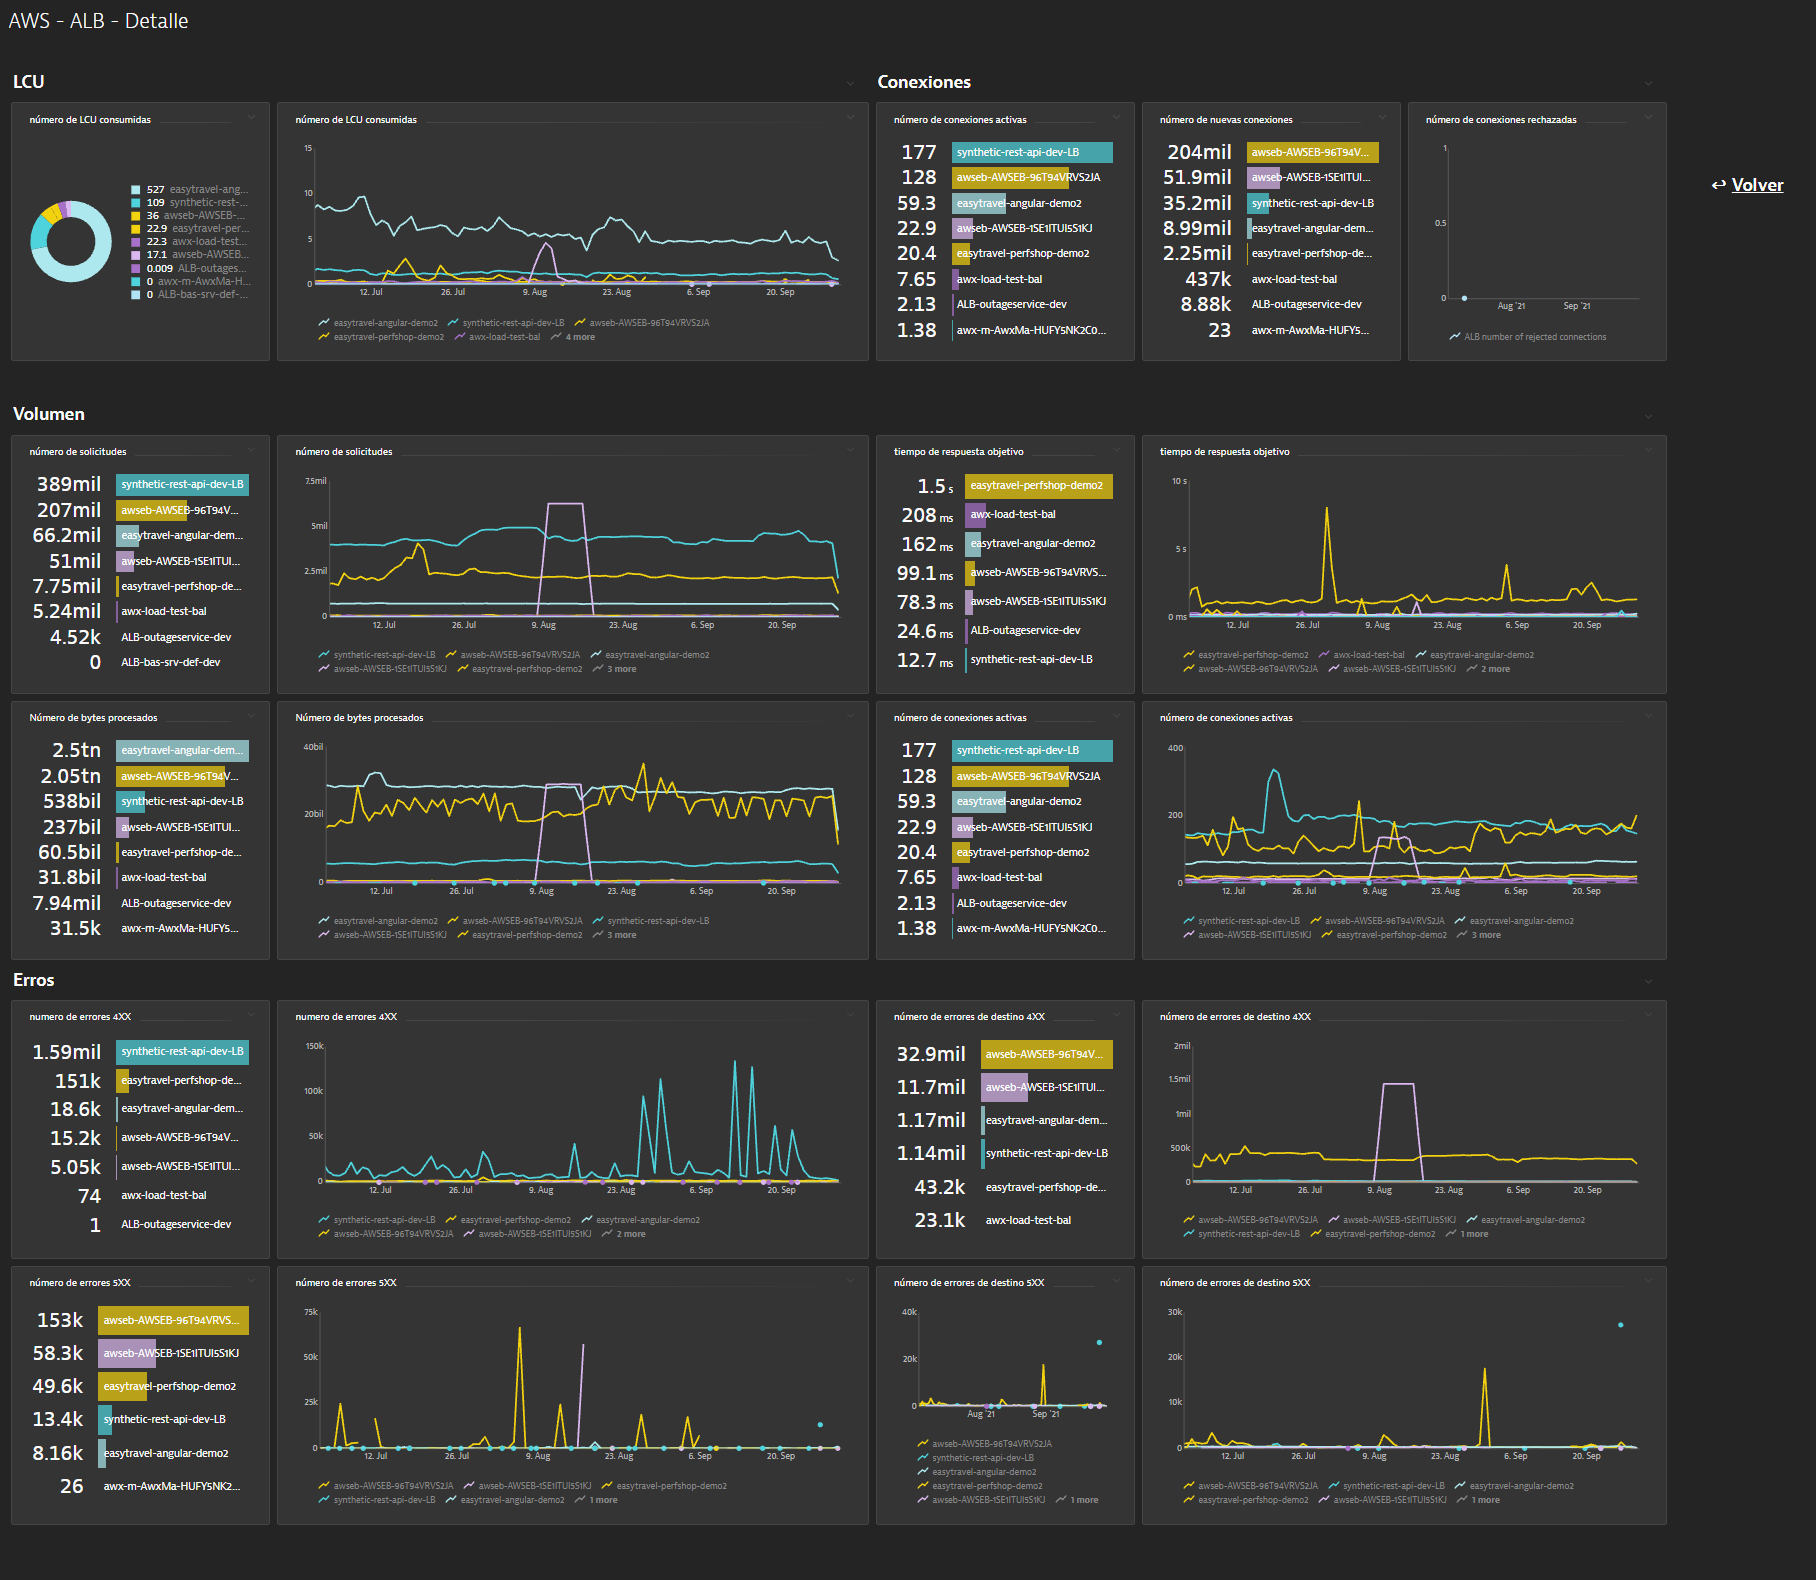 AWS - ALB - Detalle
LCU
número de LCU consumidas
527 easytravel-ang...
109 synthetic-rest-...
36 awseb-AWSEB-...
22.9 easytravel-per...
22.3 awx-load-test...
17.1 awseb-AWSEB...
0.009 ALB-outages...
0 awx-m-AwxMa-H...
0 ALB-bas-srv-def-...
número de LCU consumidas
15
10
5
0
12. Jul 26. Jul 9. Aug 23. Aug 6. Sep 20. Sep
easytravel-angular-demo2 synthetic-rest-api-dev-LB awseb-AWSEB-96T94VRVS2JA
easytravel-perfshop-demo2 awx-load-test-bal 4 more
Conexiones
número de conexiones activas
177 synthetic-rest-api-dev-LB
128 awseb-AWSEB-96T94VRVS2JA
59.3 easytravel-angular-demo2
22.9 awseb-AWSEB-1SE1ITUI5S1KJ
20.4 easytravel-perfshop-demo2
7.65 awx-load-test-bal
2.13 ALB-outageservice-dev
1.38 awx-m-AwxMa-HUFY5NK2C0...
número de nuevas conexiones
204mil awseb-AWSEB-96T94V...
51.9mil awseb-AWSEB-1SE1ITUI...
35.2mil synthetic-rest-api-dev-LB
8.99mil easytravel-angular-dem...
2.25mil easytravel-perfshop-de...
437k awx-load-test-bal
8.88k ALB-outageservice-dev
23 awx-m-AwxMa-HUFY5...
número de conexiones rechazadas
1
0.5
0
Aug '21 Sep '21
ALB number of rejected connections
↩ Volver
Volumen
número de solicitudes
389mil synthetic-rest-api-dev-LB
207mil awseb-AWSEB-96T94V...
66.2mil easytravel-angular-dem...
51mil awseb-AWSEB-1SE1ITUI...
7.75mil easytravel-perfshop-de...
5.24mil awx-load-test-bal
4.52k ALB-outageservice-dev
0 ALB-bas-srv-def-dev
número de solicitudes
7.5mil
5mil
2.5mil
0
12. Jul 26. Jul 9. Aug 23. Aug 6. Sep 20. Sep
synthetic-rest-api-dev-LB awseb-AWSEB-96T94VRVS2JA easytravel-angular-demo2
awseb-AWSEB-1SE1ITUI5S1KJ easytravel-perfshop-demo2 3 more
tiempo de respuesta objetivo
1.5 s easytravel-perfshop-demo2
208 ms awx-load-test-bal
162 ms easytravel-angular-demo2
99.1 ms awseb-AWSEB-96T94VRVS...
78.3 ms awseb-AWSEB-1SE1ITUI5S1KJ
24.6 ms ALB-outageservice-dev
12.7 ms synthetic-rest-api-dev-LB
tiempo de respuesta objetivo
10 s
5 s
0 ms
12. Jul 26. Jul 9. Aug 23. Aug 6. Sep 20. Sep
easytravel-perfshop-demo2 awx-load-test-bal easytravel-angular-demo2
awseb-AWSEB-96T94VRVS2JA awseb-AWSEB-1SE1ITUI5S1KJ 2 more
Número de bytes procesados
2.5tn easytravel-angular-dem...
2.05tn awseb-AWSEB-96T94V...
538bil synthetic-rest-api-dev-LB
237bil awseb-AWSEB-1SE1ITUI...
60.5bil easytravel-perfshop-de...
31.8bil awx-load-test-bal
7.94mil ALB-outageservice-dev
31.5k awx-m-AwxMa-HUFY5...
Número de bytes procesados
40bil
20bil
0
12. Jul 26. Jul 9. Aug 23. Aug 6. Sep 20. Sep
easytravel-angular-demo2 awseb-AWSEB-96T94VRVS2JA synthetic-rest-api-dev-LB
awseb-AWSEB-1SE1ITUI5S1KJ easytravel-perfshop-demo2 3 more
número de conexiones activas
177 synthetic-rest-api-dev-LB
128 awseb-AWSEB-96T94VRVS2JA
59.3 easytravel-angular-demo2
22.9 awseb-AWSEB-1SE1ITUI5S1KJ
20.4 easytravel-perfshop-demo2
7.65 awx-load-test-bal
2.13 ALB-outageservice-dev
1.38 awx-m-AwxMa-HUFY5NK2C0...
número de conexiones activas
400
200
0
12. Jul 26. Jul 9. Aug 23. Aug 6. Sep 20. Sep
synthetic-rest-api-dev-LB awseb-AWSEB-96T94VRVS2JA easytravel-angular-demo2
awseb-AWSEB-1SE1ITUI5S1KJ easytravel-perfshop-demo2 3 more
Erros
numero de errores 4XX
1.59mil synthetic-rest-api-dev-LB
151k easytravel-perfshop-de...
18.6k easytravel-angular-dem...
15.2k awseb-AWSEB-96T94V...
5.05k awseb-AWSEB-1SE1ITUI...
74 awx-load-test-bal
1 ALB-outageservice-dev
numero de errores 4XX
150k
100k
50k
0
12. Jul 26. Jul 9. Aug 23. Aug 6. Sep 20. Sep
synthetic-rest-api-dev-LB easytravel-perfshop-demo2 easytravel-angular-demo2
awseb-AWSEB-96T94VRVS2JA awseb-AWSEB-1SE1ITUI5S1KJ 2 more
número de errores de destino 4XX
32.9mil awseb-AWSEB-96T94V...
11.7mil awseb-AWSEB-1SE1ITUI...
1.17mil easytravel-angular-dem...
1.14mil synthetic-rest-api-dev-LB
43.2k easytravel-perfshop-de...
23.1k awx-load-test-bal
número de errores de destino 4XX
2mil
1.5mil
1mil
500k
0
12. Jul 26. Jul 9. Aug 23. Aug 6. Sep 20. Sep
awseb-AWSEB-96T94VRVS2JA awseb-AWSEB-1SE1ITUI5S1KJ easytravel-angular-demo2
synthetic-rest-api-dev-LB easytravel-perfshop-demo2 1 more
número de errores 5XX
153k awseb-AWSEB-96T94VRVS...
58.3k awseb-AWSEB-1SE1ITUI5S1KJ
49.6k easytravel-perfshop-demo2
13.4k synthetic-rest-api-dev-LB
8.16k easytravel-angular-demo2
26 awx-m-AwxMa-HUFY5NK2...
número de errores 5XX
75k
50k
25k
0
12. Jul 26. Jul 9. Aug 23. Aug 6. Sep 20. Sep
awseb-AWSEB-96T94VRVS2JA awseb-AWSEB-1SE1ITUI5S1KJ easytravel-perfshop-demo2
synthetic-rest-api-dev-LB easytravel-angular-demo2 1 more
número de errores de destino 5XX
40k
20k
0
Aug '21 Sep '21
awseb-AWSEB-96T94VRVS2JA
synthetic-rest-api-dev-LB
easytravel-angular-demo2
easytravel-perfshop-demo2
awseb-AWSEB-1SE1ITUI5S1KJ 1 more
número de errores de destino 5XX
30k
20k
10k
0
12. Jul 26. Jul 9. Aug 23. Aug 6. Sep 20. Sep
awseb-AWSEB-96T94VRVS2JA synthetic-rest-api-dev-LB easytravel-angular-demo2
easytravel-perfshop-demo2 awseb-AWSEB-1SE1ITUI5S1KJ 1 more